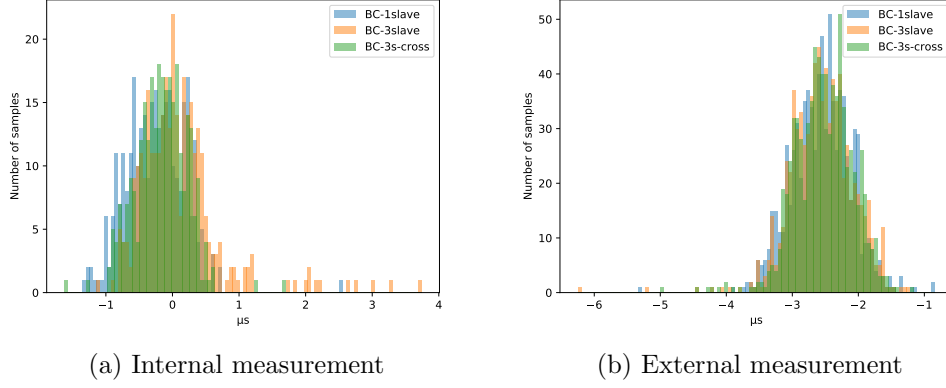 BC-1slave
BC-3slave
BC-3s-cross
Number of samples
20
15
10
5
0
−1
0
1
2
3
4
μs
(a) Internal measurement
BC-1slave
BC-3slave
BC-3s-cross
Number of samples
50
40
30
20
10
0
−6
−5
−4
−3
−2
−1
μs
(b) External measurement